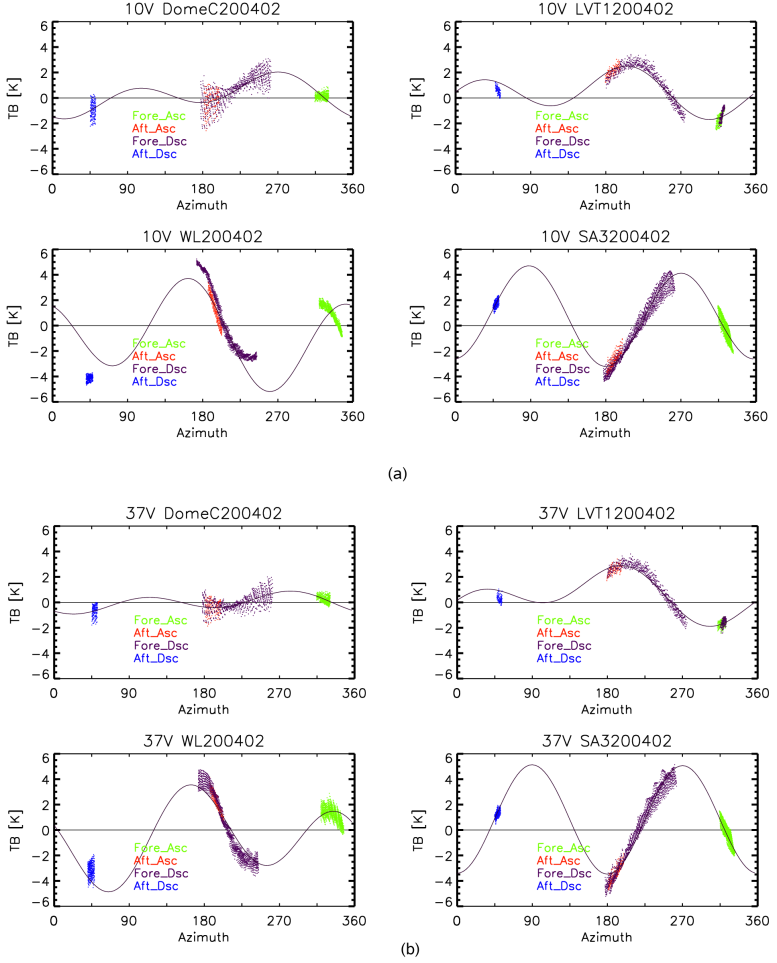 10V DomeC200402
6
4
2
0
−2
−4
−6
TB [K]
Fore_Asc
Aft_Asc
Fore_Dsc
Aft_Dsc
0 90 180 270 360
Azimuth
10V LVT1200402
6
4
2
0
−2
−4
−6
TB [K]
Fore_Asc
Aft_Asc
Fore_Dsc
Aft_Dsc
0 90 180 270 360
Azimuth
10V WL200402
6
4
2
0
−2
−4
−6
TB [K]
Fore_Asc
Aft_Asc
Fore_Dsc
Aft_Dsc
0 90 180 270 360
Azimuth
10V SA3200402
6
4
2
0
−2
−4
−6
TB [K]
Fore_Asc
Aft_Asc
Fore_Dsc
Aft_Dsc
0 90 180 270 360
Azimuth
(a)
37V DomeC200402
6
4
2
0
−2
−4
−6
TB [K]
Fore_Asc
Aft_Asc
Fore_Dsc
Aft_Dsc
0 90 180 270 360
Azimuth
37V LVT1200402
6
4
2
0
−2
−4
−6
TB [K]
Fore_Asc
Aft_Asc
Fore_Dsc
Aft_Dsc
0 90 180 270 360
Azimuth
37V WL200402
6
4
2
0
−2
−4
−6
TB [K]
Fore_Asc
Aft_Asc
Fore_Dsc
Aft_Dsc
0 90 180 270 360
Azimuth
37V SA3200402
6
4
2
0
−2
−4
−6
TB [K]
Fore_Asc
Aft_Asc
Fore_Dsc
Aft_Dsc
0 90 180 270 360
Azimuth
(b)